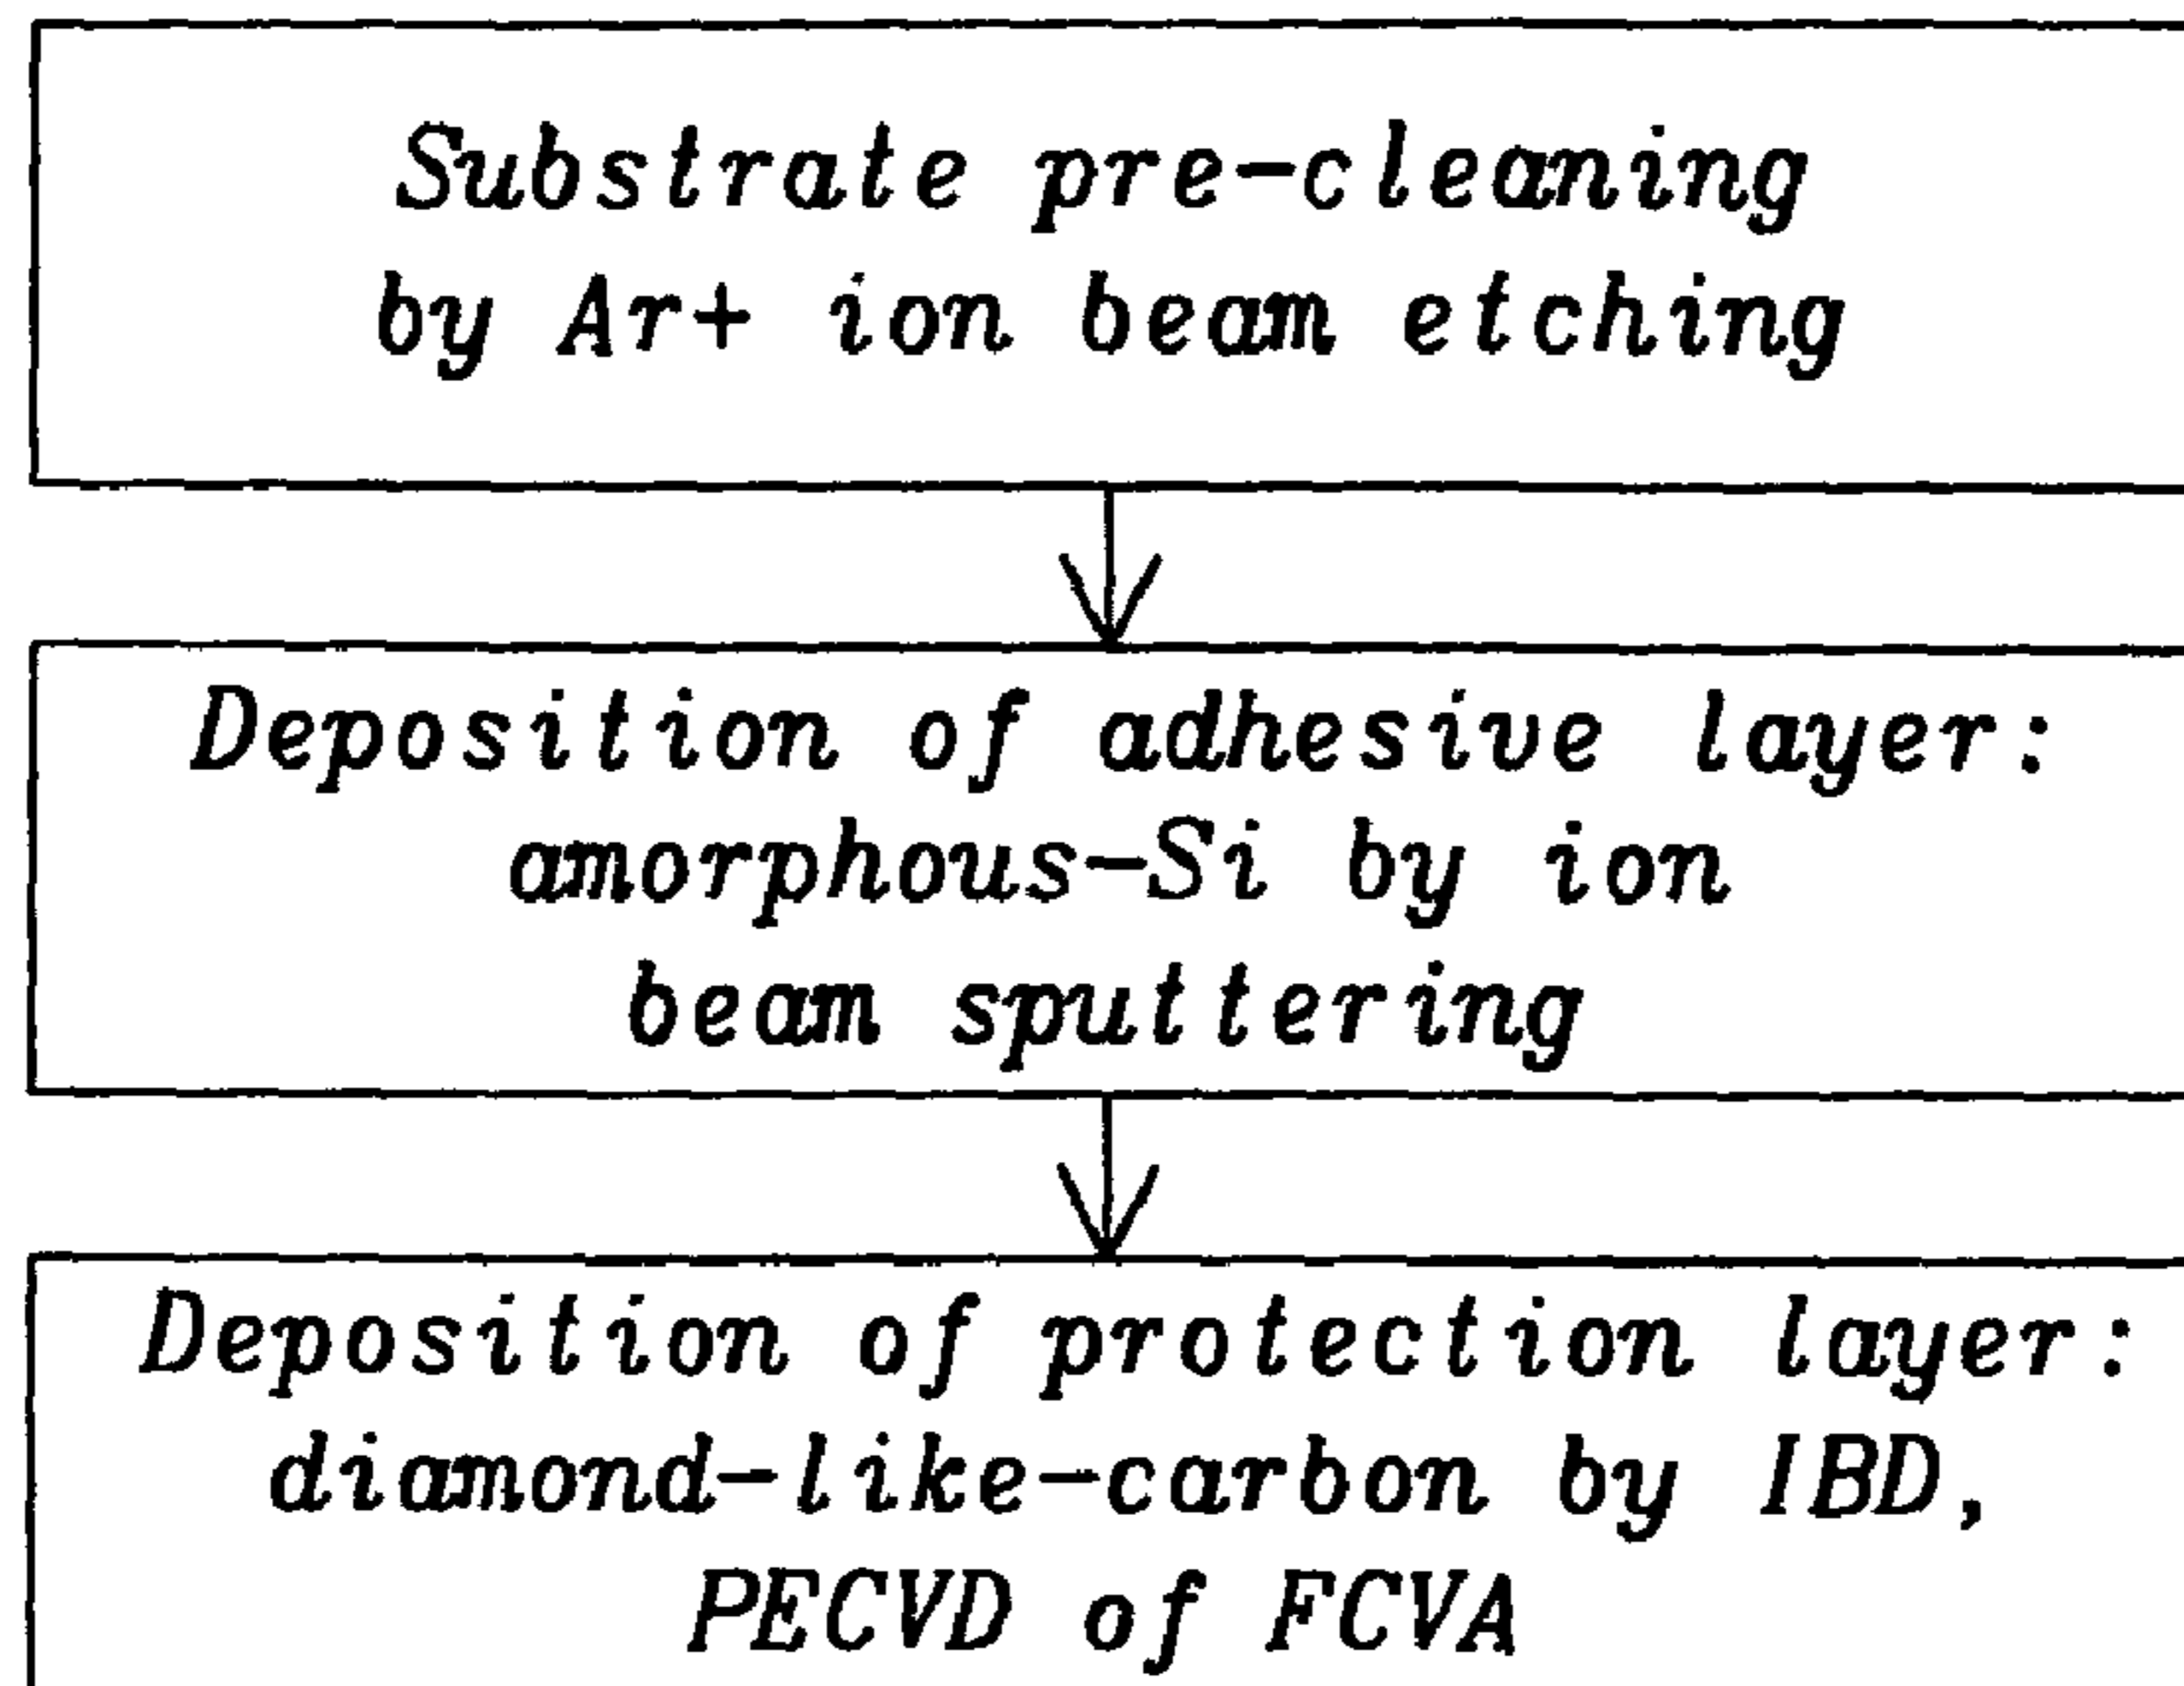 Substrate pre-cleaning
by Ar+ ion beam etching
Deposition of adhesive layer:
amorphous-Si by ion
beam sputtering
Deposition of protection layer:
diamond-like-carbon by IBD,
PECVD of FCVA